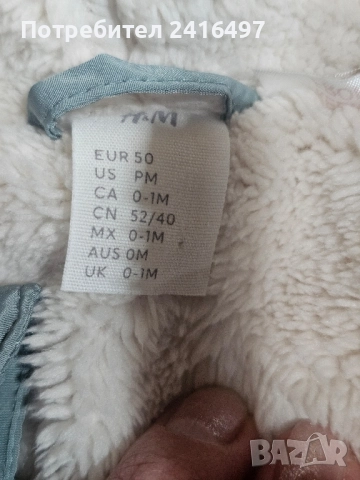 Потребител 2416497
H&M
EUR 50
US PM
CA 0-1M
CN 52/40
MX 0-1M
AUS 0M
UK 0-1M
BAZAR